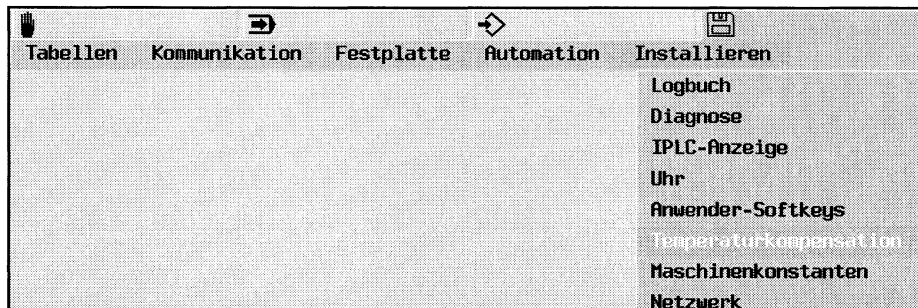 Tabellen Kommunikation Festplatte Automation Installieren
Logbuch
Diagnose
IPLC-Anzeige
Uhr
Anwender-Softkeys
Temperaturkompensation
Maschinenkonstanten
Netzwerk